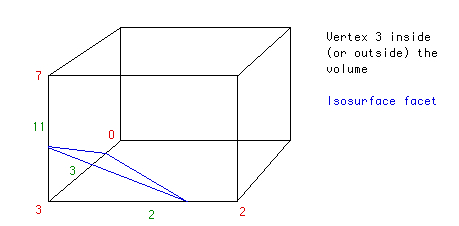 Vertex 3 inside
(or outside) the
volume
Isosurface facet
7
11
0
3
3
2
2